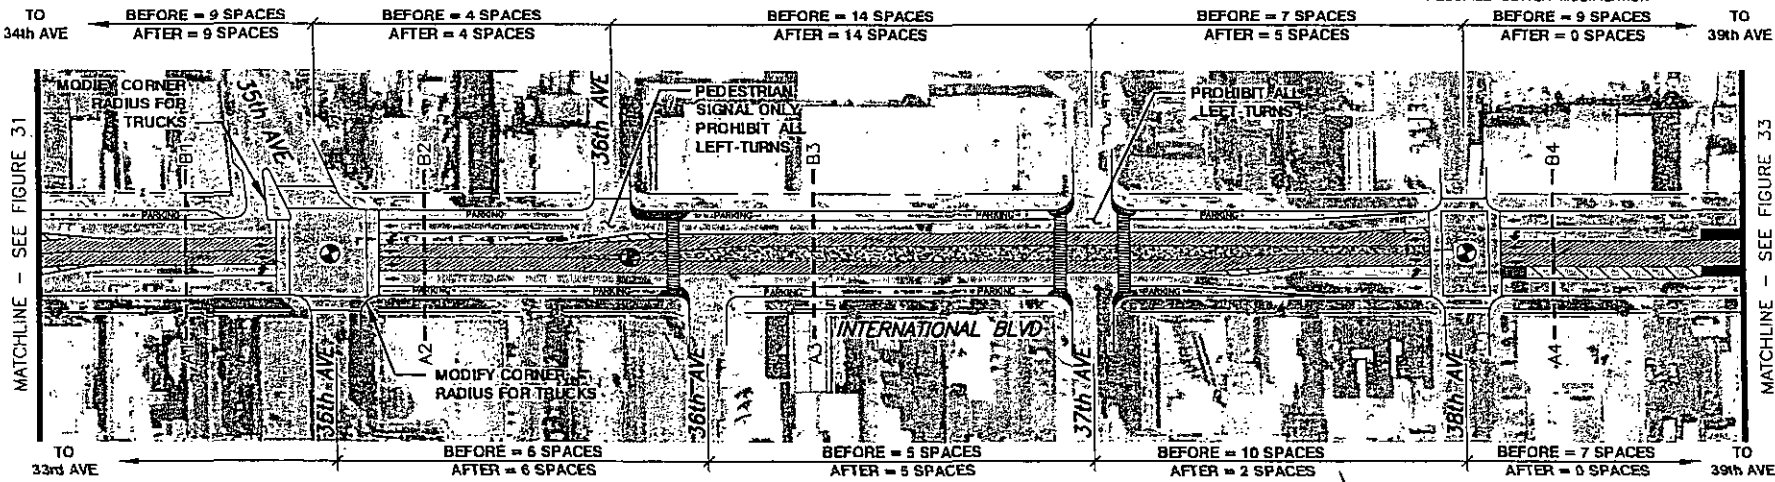 TO
34th AVE
BEFORE = 9 SPACES
AFTER = 9 SPACES
BEFORE = 4 SPACES
AFTER = 4 SPACES
BEFORE = 14 SPACES
AFTER = 14 SPACES
BEFORE = 7 SPACES
AFTER = 5 SPACES
BEFORE = 9 SPACES
AFTER = 0 SPACES
TO
39th AVE
MATCHLINE - SEE FIGURE 31
MODIFY CORNER
RADIUS FOR
TRUCKS
35th AVE
36th AVE
PEDESTRIAN
SIGNAL ONLY
PROHIBIT ALL
LEFT-TURNS
PROHIBIT ALL
LEFT-TURNS
B1
B2
B3
B4
PARKING
PARKING
PARKING
PARKING
PARKING
PARKING
PARKING
PARKING
PARKING
PARKING
PARKING
PARKING
INTERNATIONAL BLVD
A2
A3
A4
MODIFY CORNER
RADIUS FOR TRUCKS
36th AVE
36th AVE
37th AVE
38th AVE
MATCHLINE - SEE FIGURE 33
TO
33rd AVE
BEFORE = 6 SPACES
AFTER = 6 SPACES
BEFORE = 5 SPACES
AFTER = 5 SPACES
BEFORE = 10 SPACES
AFTER = 2 SPACES
BEFORE = 7 SPACES
AFTER = 0 SPACES
TO
39th AVE